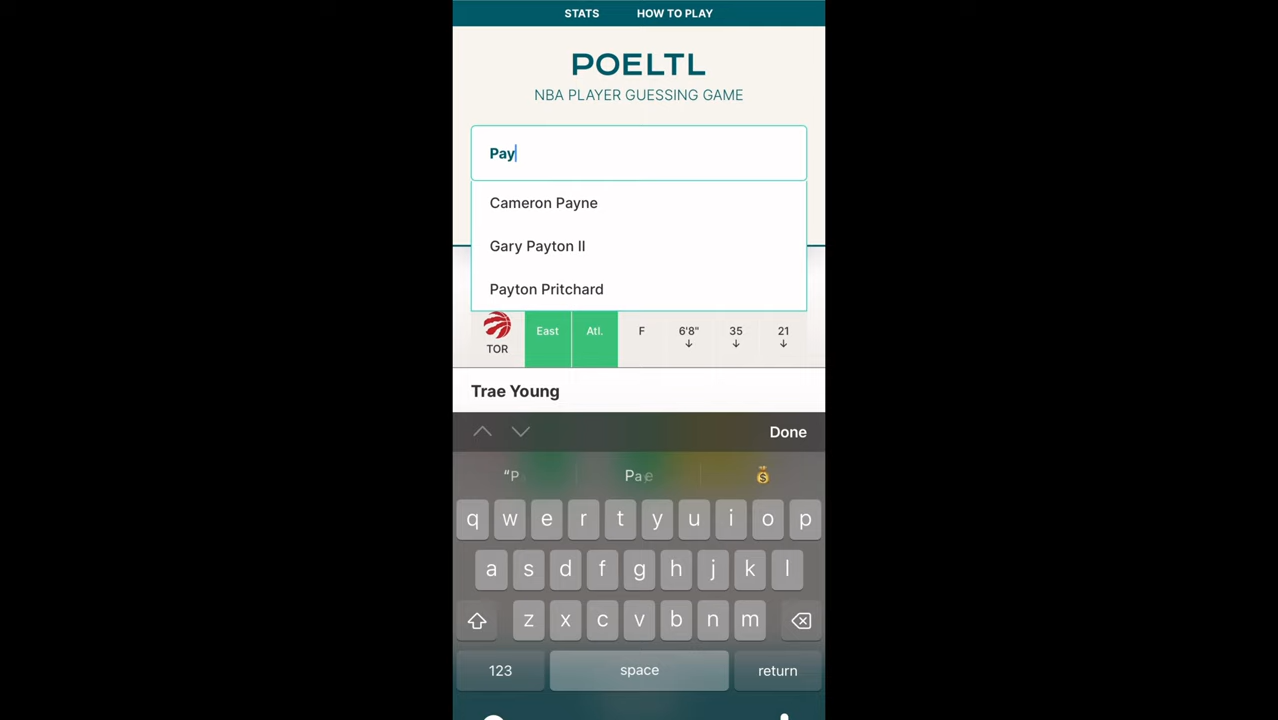 STATS HOW TO PLAY
POELTL
NBA PLAYER GUESSING GAME
Pay
Cameron Payne
Gary Payton II
Payton Pritchard
TOR East Atl. F 6'8" ↓ 35 ↓ 21 ↓
Trae Young
Done
q w e r t y u i o p
a s d f g h j k l
z x c v b n m
123 space return